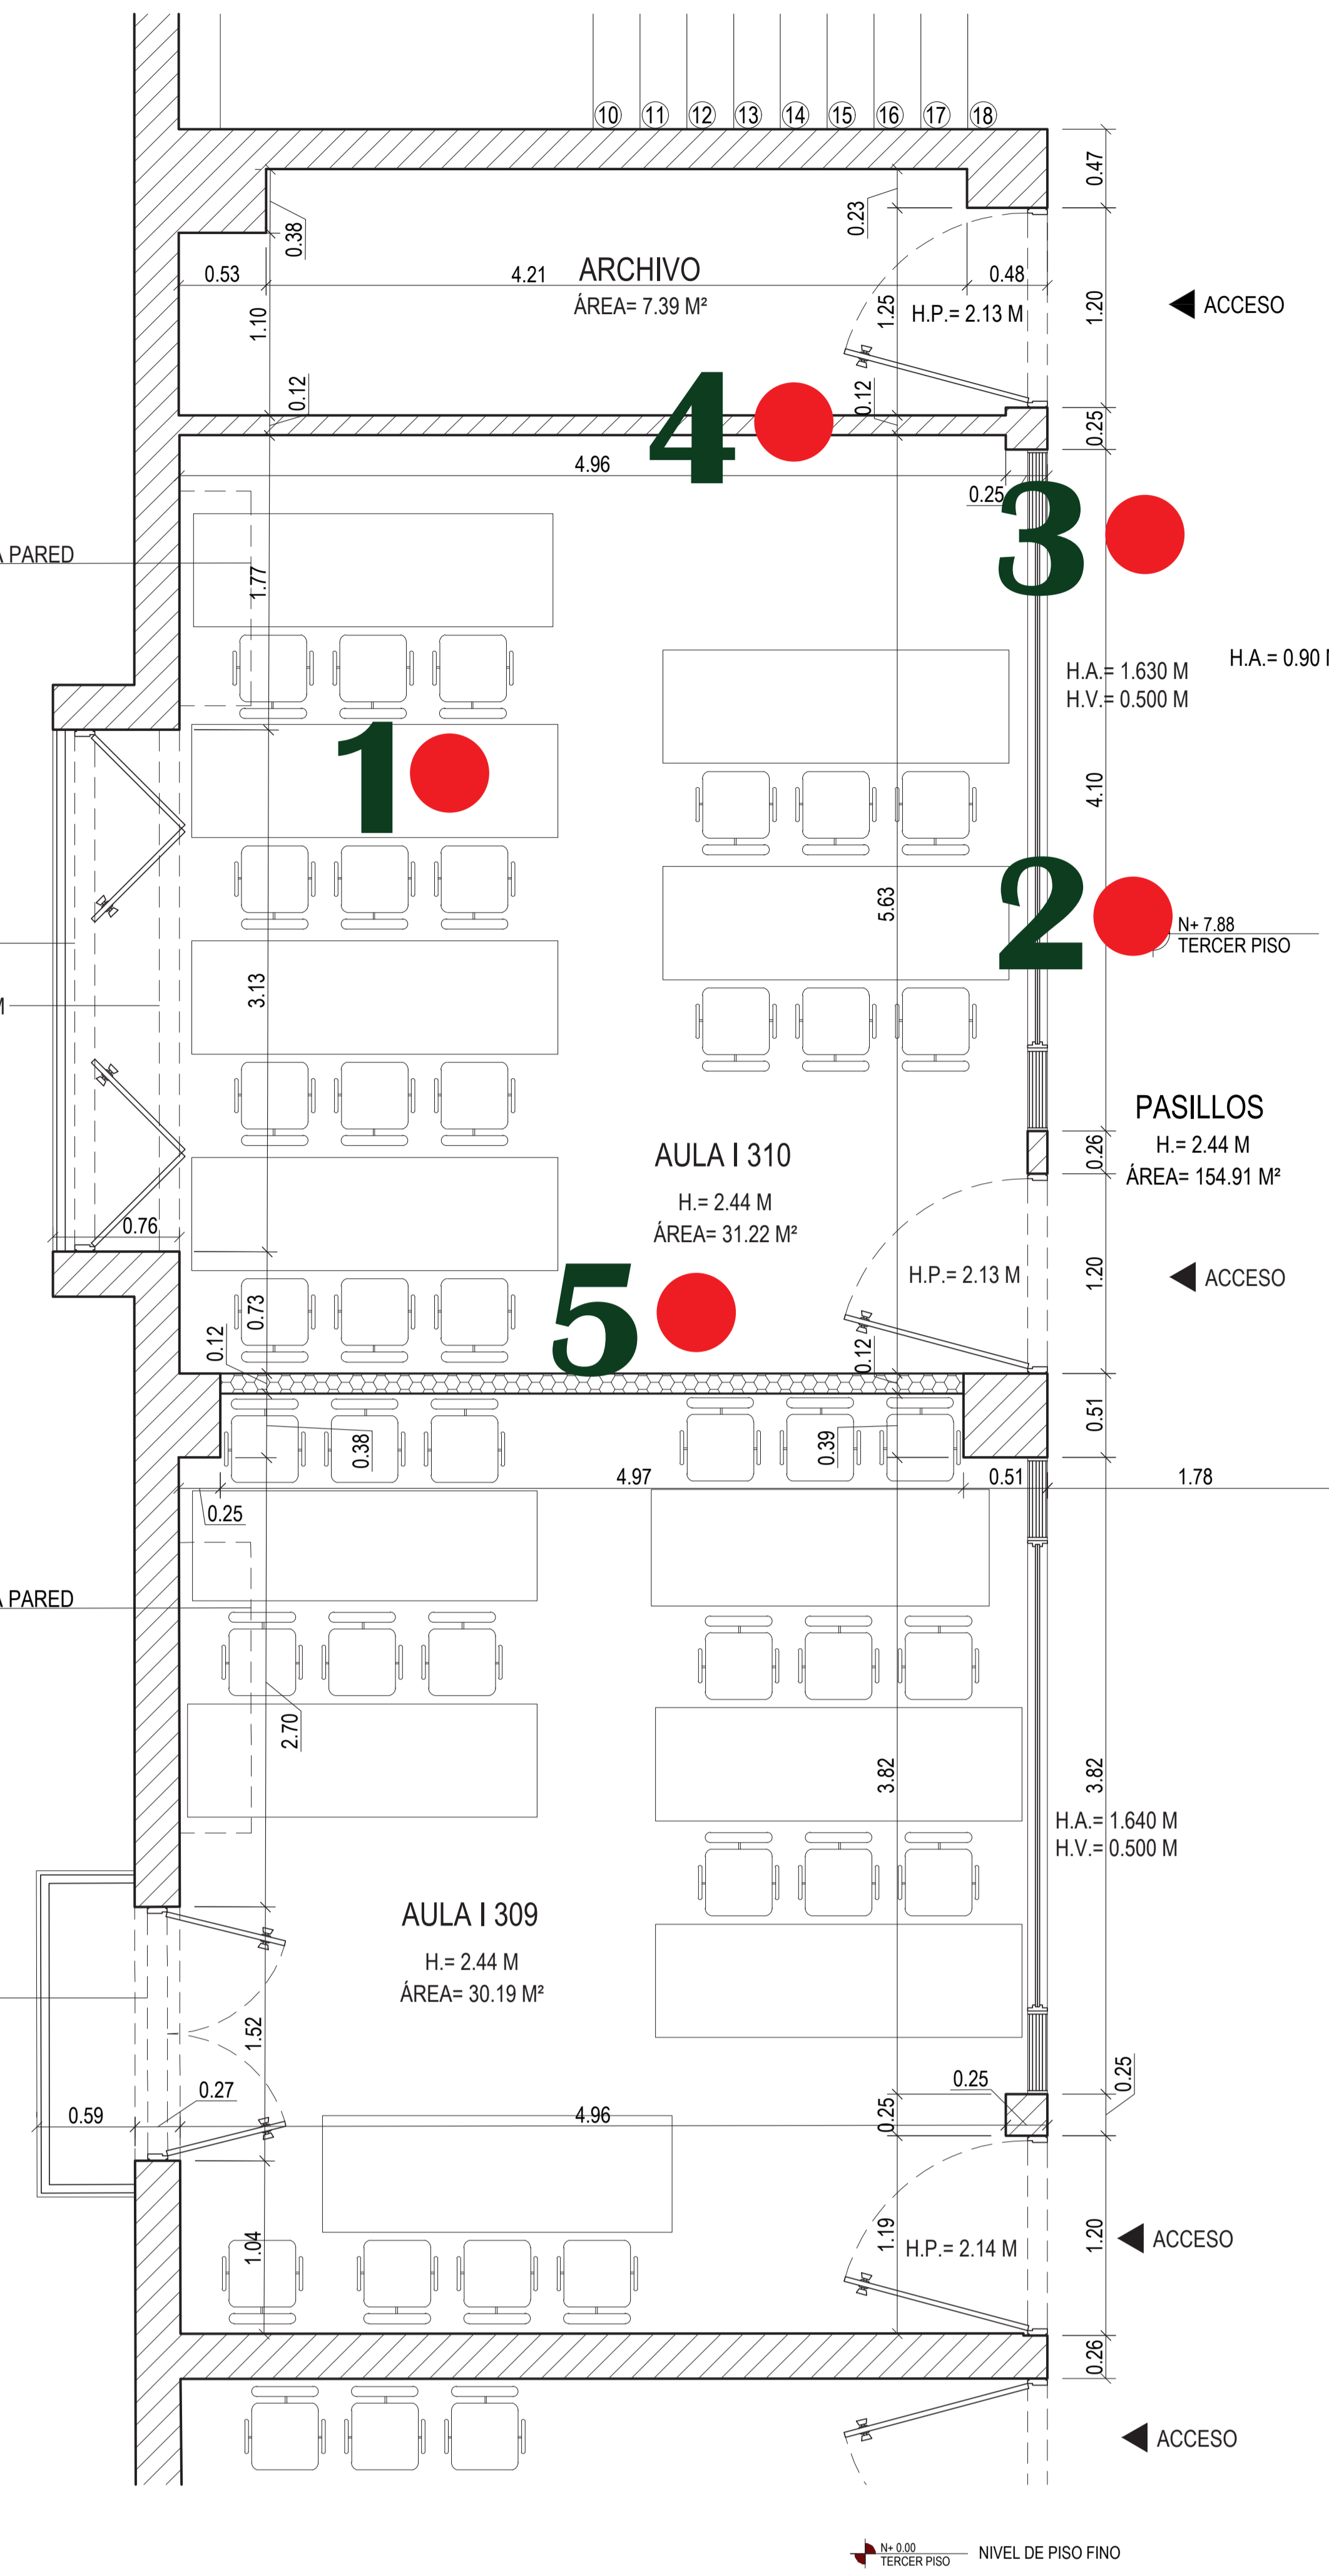 10 11 12 13 14 15 16 17 18
0.47
0.38
0.23
ARCHIVO
ÁREA= 7.39 M²
0.53
4.21
0.48
1.10
1.25
H.P.= 2.13 M
1.20
ACCESO
0.12
0.12
4
0.25
4.96
0.25
3
A PARED
1.77
H.A.= 1.630 M
H.V.= 0.500 M
H.A.= 0.90
1
4.10
5.63
2
N+ 7.88
TERCER PISO
3.13
M
PASILLOS
H.= 2.44 M
ÁREA= 154.91 M²
0.26
AULA I 310
H.= 2.44 M
ÁREA= 31.22 M²
0.76
H.P.= 2.13 M
1.20
ACCESO
5
0.73
0.12
0.12
0.51
0.38
0.39
4.97
0.51
1.78
0.25
A PARED
2.70
3.82
3.82
H.A.= 1.640 M
H.V.= 0.500 M
AULA I 309
H.= 2.44 M
ÁREA= 30.19 M²
1.52
0.27
0.59
4.96
0.25
0.25
0.25
1.04
1.19
H.P.= 2.14 M
1.20
ACCESO
0.26
ACCESO
N+ 0.00
TERCER PISO
NIVEL DE PISO FINO